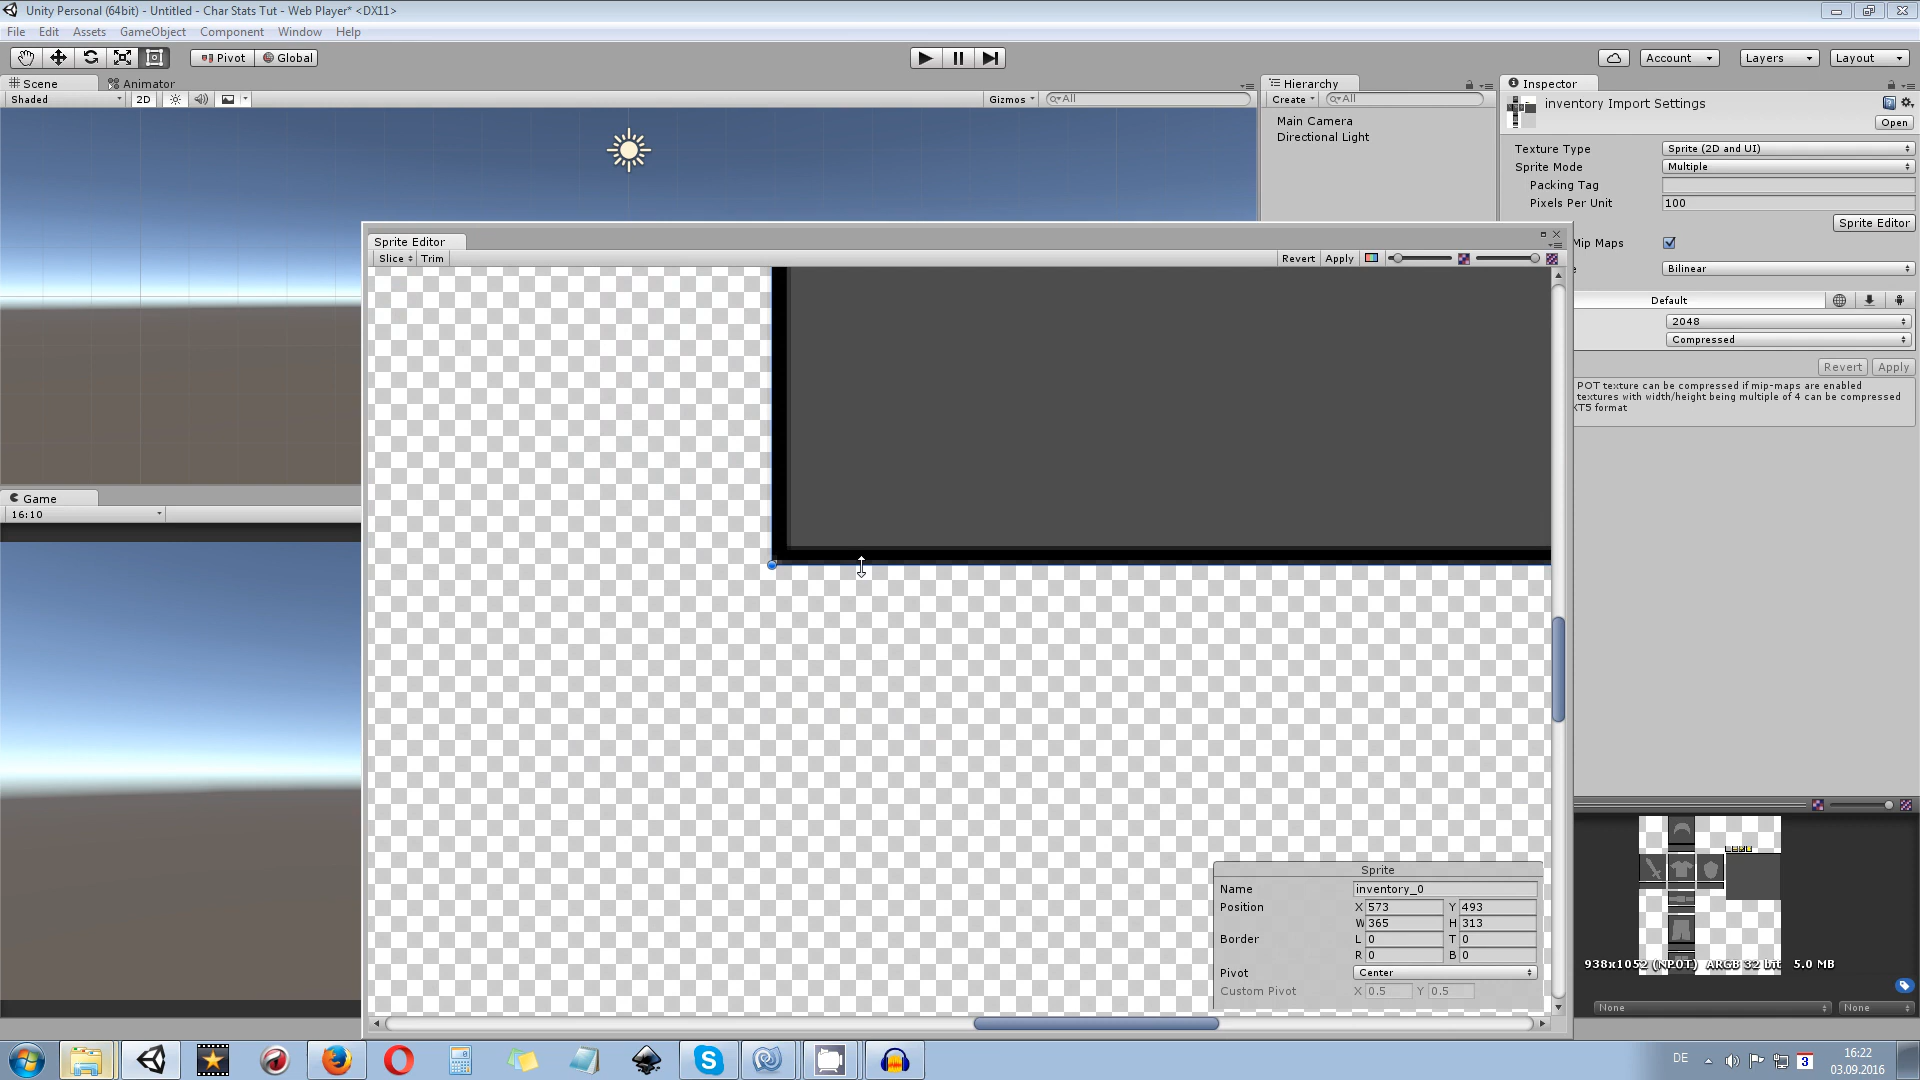 Unity Personal (64bit) - Untitled - Char Stats Tut - Web Player* <DX11>
File Edit Assets GameObject Component Window Help
Pivot Global Account Layers Layout
Scene Animator Hierarchy Inspector
Shaded 2D Gizmos All Create All
inventory Import Settings
Open
Main Camera
Directional Light
Texture Type Sprite (2D and UI)
Sprite Mode Multiple
Packing Tag
Pixels Per Unit 100
Sprite Editor
Mip Maps
Bilinear
Default
2048
Compressed
Revert Apply
POT texture can be compressed if mip-maps are enabled
textures with width/height being multiple of 4 can be compressed
XT5 format
Sprite Editor
Slice Trim Revert Apply
Game
16:10
Sprite
Name inventory_0
Position X 573 Y 493
W 365 H 313
Border L 0 T 0
R 0 B 0
Pivot Center
Custom Pivot X 0.5 Y 0.5
938x1052 (NPOT) ARGB 32 bit 5.0 MB
None None
DE 3 16:22
03.09.2016